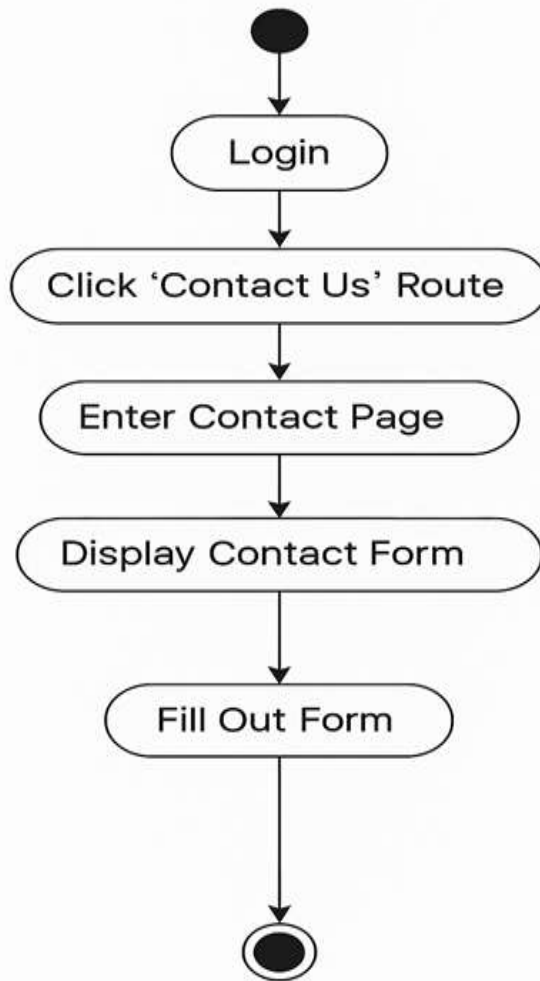 Login
Click ‘Contact Us’ Route
Enter Contact Page
Display Contact Form
Fill Out Form